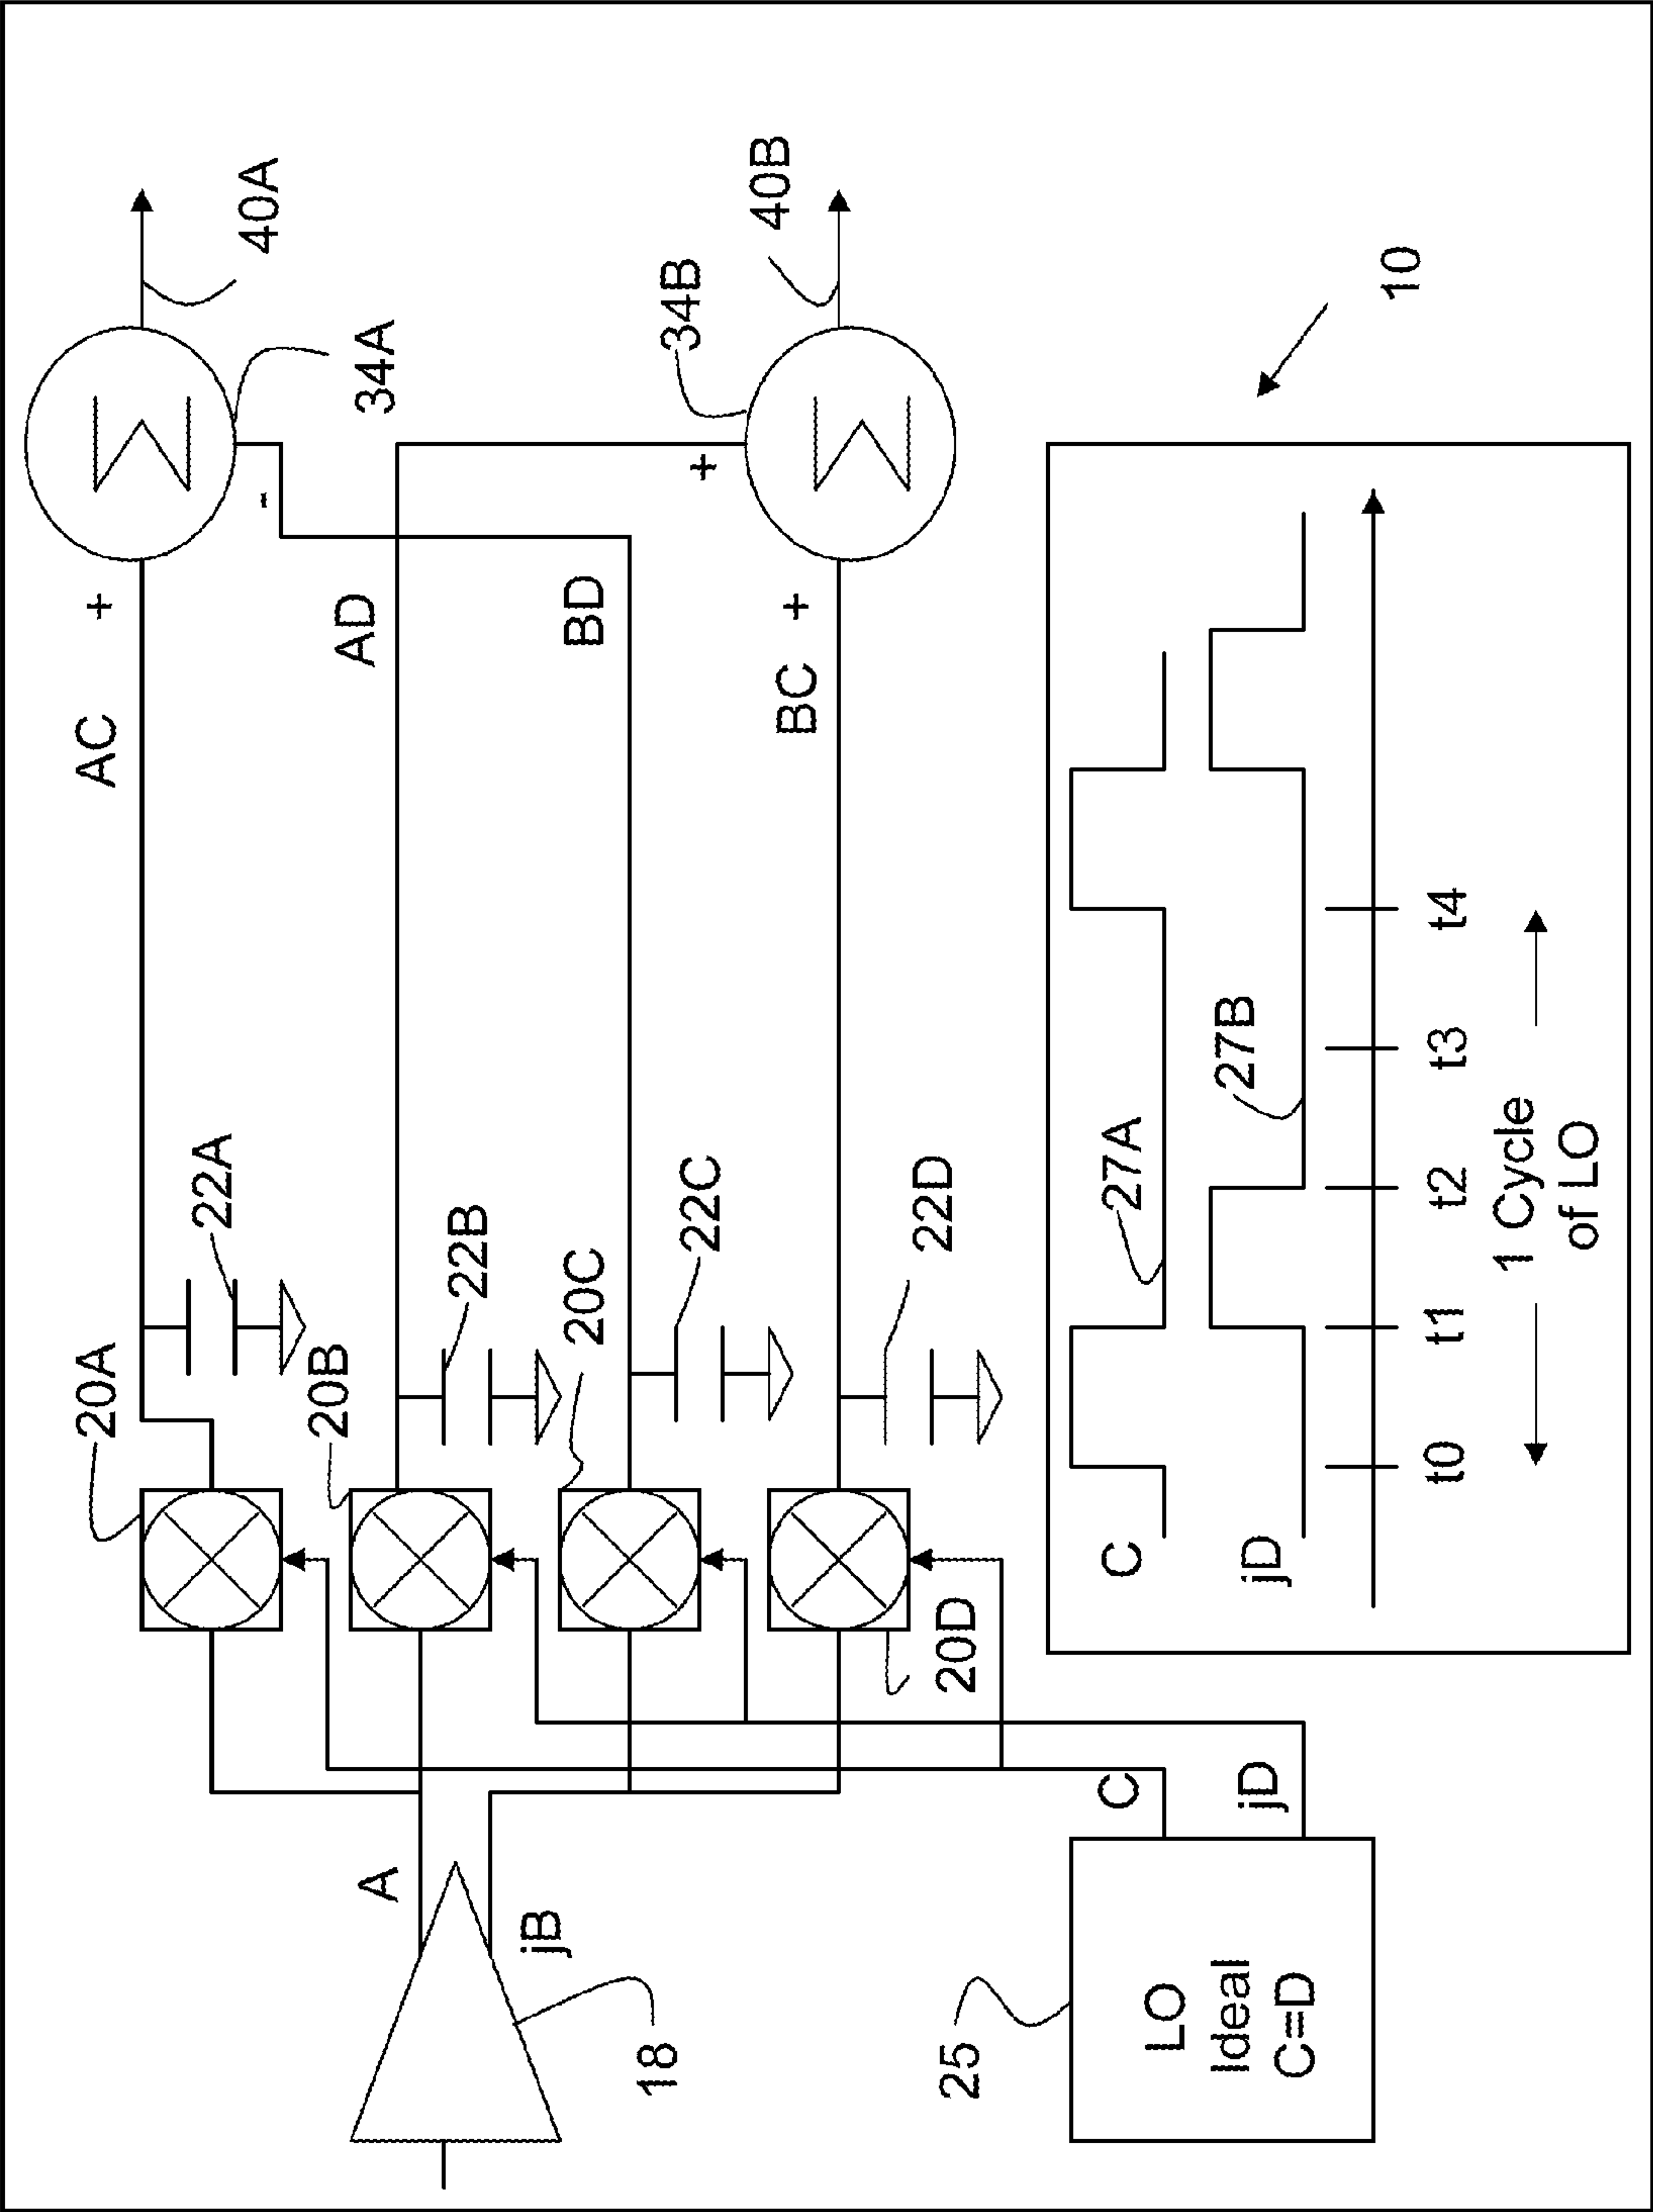 20A
22A
AC
+
34A
40A
-
20B
22B
AD
20C
22C
BD
34B
+
40B
20D
22D
BC
+
A
jB
18
25
LO
Ideal
C=D
C
jD
C
27A
jD
27B
t0
t1
t2
t3
t4
1 Cycle
of LO
10